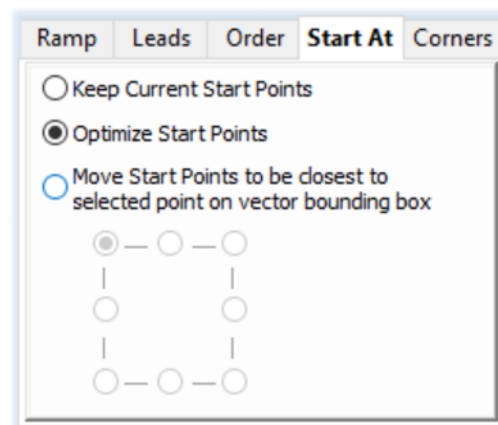 Ramp Leads Order Start At Corners
Keep Current Start Points
Optimize Start Points
Move Start Points to be closest to
selected point on vector bounding box